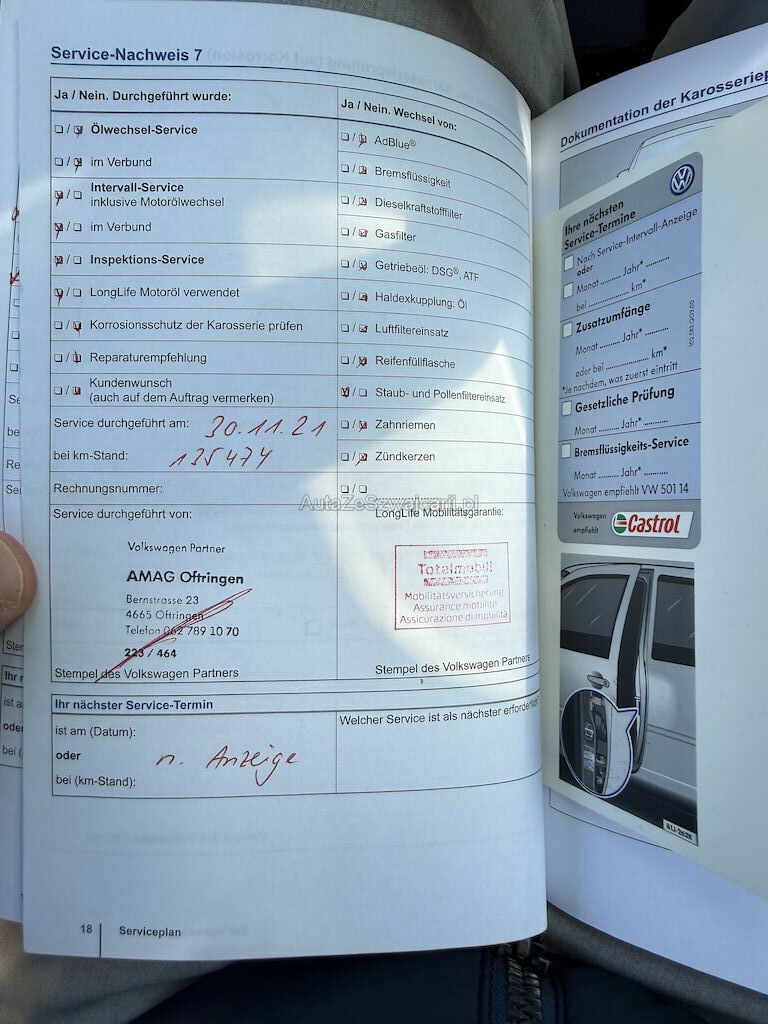 Service-Nachweis 7
Ja / Nein. Durchgeführt wurde:
Ölwechsel-Service
im Verbund
Intervall-Service
inklusive Motorölwechsel
im Verbund
Inspektions-Service
LongLife Motoröl verwendet
Korrosionsschutz der Karosserie prüfen
Reparaturempfehlung
Kundenwunsch
(auch auf dem Auftrag vermerken)
Service durchgeführt am: 30.11.21
bei km-Stand: 135474
Rechnungsnummer:
Service durchgeführt von:
Volkswagen Partner
AMAG Oftringen
Bernstrasse 23
4665 Oftringen
Telefon 062 789 10 70
223 / 464
Stempel des Volkswagen Partners
Ja / Nein. Wechsel von:
AdBlue®
Bremsflüssigkeit
Dieselkraftstofffilter
Gasfilter
Getriebeöl: DSG®, ATF
Haldexkupplung: Öl
Luftfiltereinsatz
Reifenfüllflasche
Staub- und Pollenfiltereinsatz
Zahnriemen
Zündkerzen
AutaZeSzwajcarii.pl
LongLife Mobilitätsgarantie:
Totalmobil!
Mobilitätsversicherung
Assurance mobilité
Assicurazione di mobilità
Stempel des Volkswagen Partners
Ihr nächster Service-Termin
ist am (Datum):
oder n. Anzeige
bei (km-Stand):
Welcher Service ist als nächster erforderlich?
18 Serviceplan
Dokumentation der Karosseriep
Ihre nächsten
Service-Termine
Nach Service-Intervall-Anzeige
oder
Monat ......... Jahr* ..........
bei ................ km*
Zusatzumfänge
Monat ......... Jahr* ..........
oder bei ................ km*
*Je nachdem, was zuerst eintritt
Gesetzliche Prüfung
Monat ......... Jahr* ..........
Bremsflüssigkeits-Service
Monat ......... Jahr* ..........
Volkswagen empfiehlt VW 501 14
Volkswagen
empfiehlt
Castrol